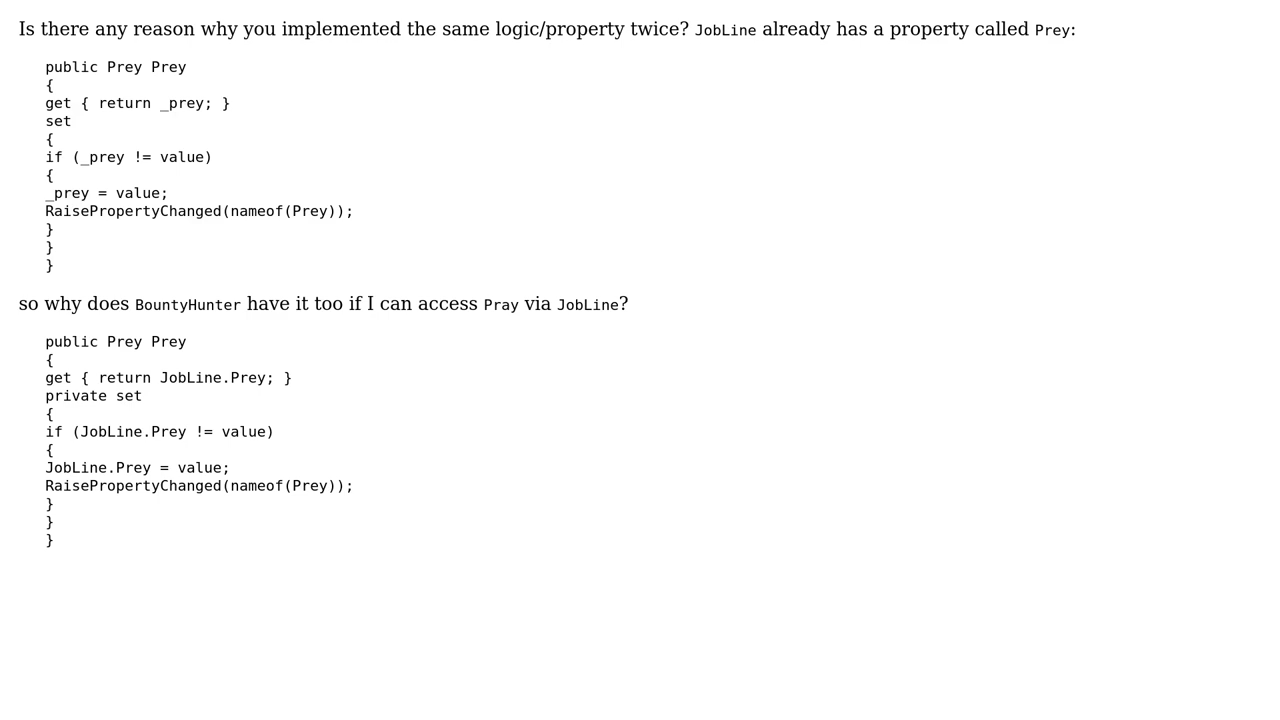 Is there any reason why you implemented the same logic/property twice? JobLine already has a property called Prey:
public Prey Prey
{
get { return _prey; }
set
{
if (_prey != value)
{
_prey = value;
RaisePropertyChanged(nameof(Prey));
}
}
}
so why does BountyHunter have it too if I can access Pray via JobLine?
public Prey Prey
{
get { return JobLine.Prey; }
private set
{
if (JobLine.Prey != value)
{
JobLine.Prey = value;
RaisePropertyChanged(nameof(Prey));
}
}
}